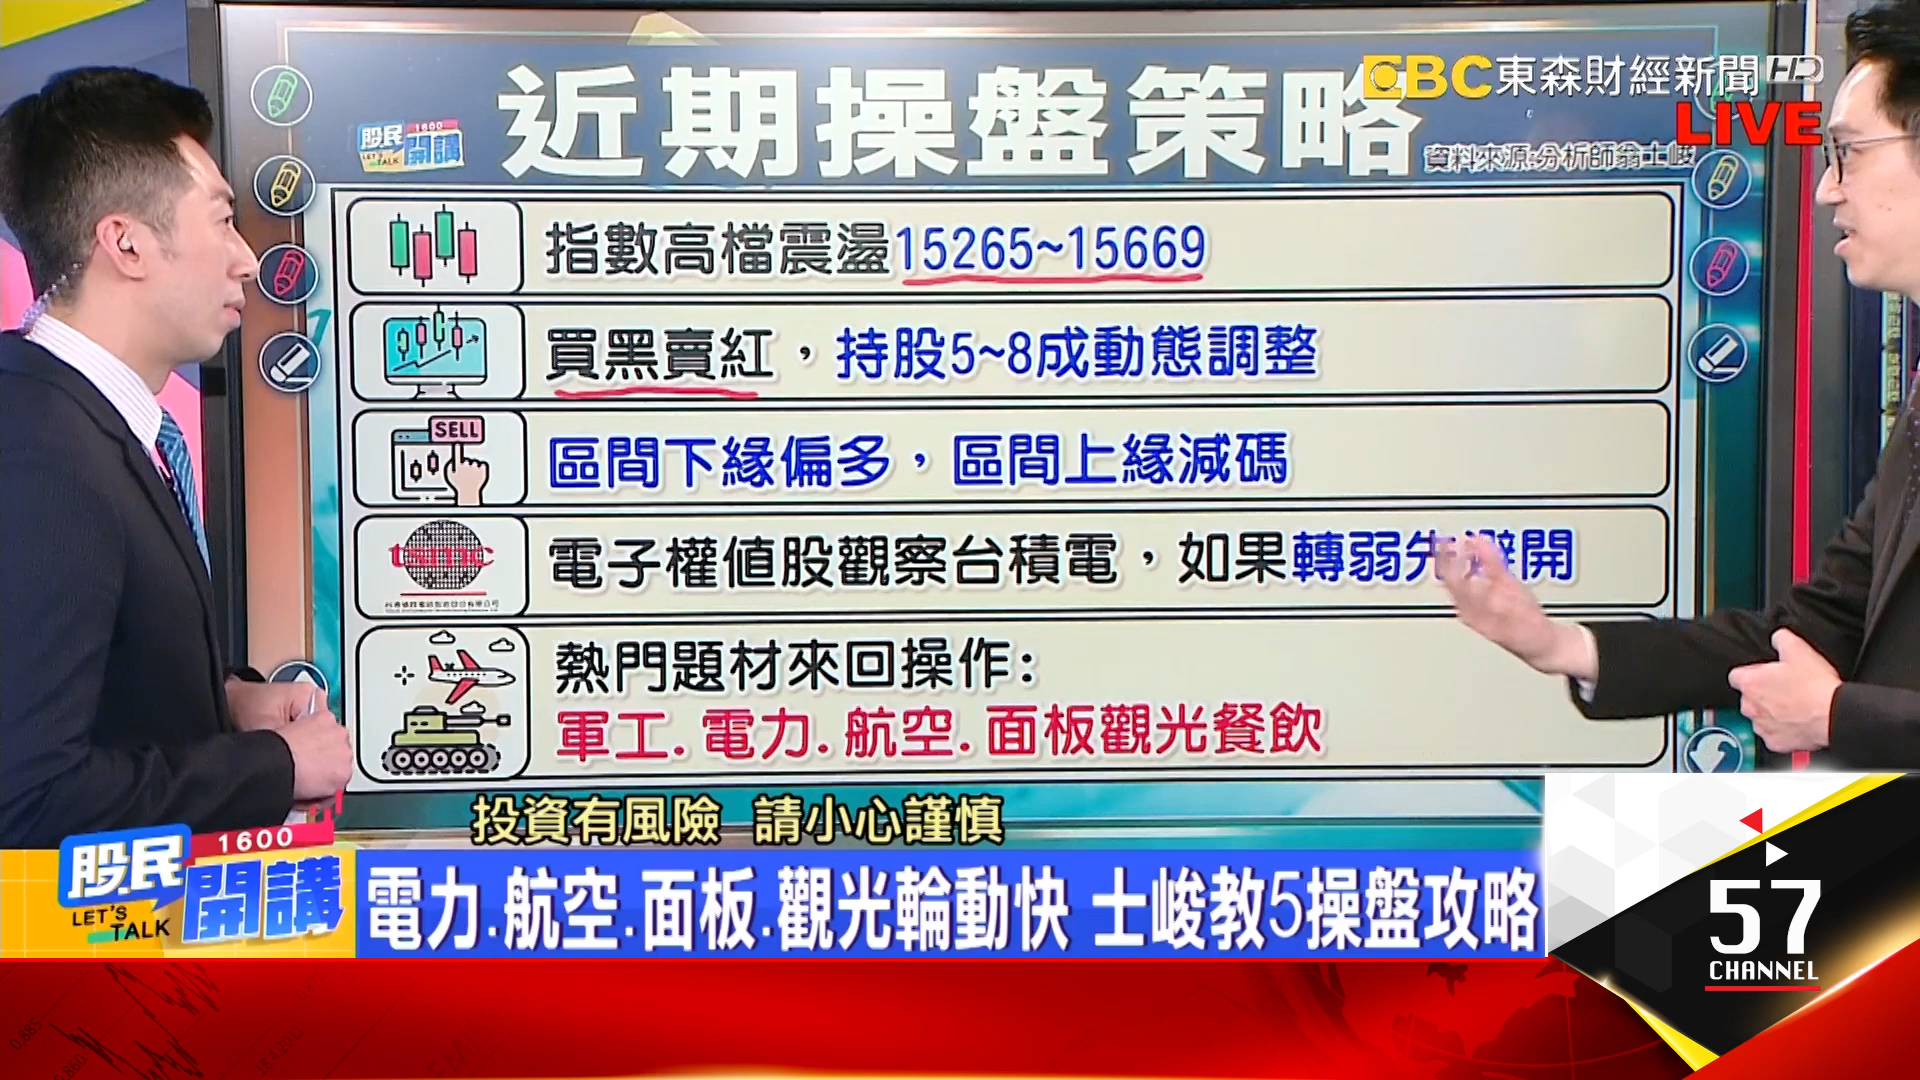 近期操盤策略
EBC東森財經新聞 HD
LIVE
股民 1600
LET'S TALK 開講
資料來源:分析師翁士峻
指數高檔震盪15265~15669
買黑賣紅,持股5~8成動態調整
SELL
區間下緣偏多,區間上緣減碼
tsmc
電子權值股觀察台積電,如果轉弱先避開
熱門題材來回操作:
軍工.電力.航空.面板觀光餐飲
投資有風險 請小心謹慎
股民 1600
LET'S TALK 開講
電力.航空.面板.觀光輪動快 士峻教5操盤攻略
57
CHANNEL